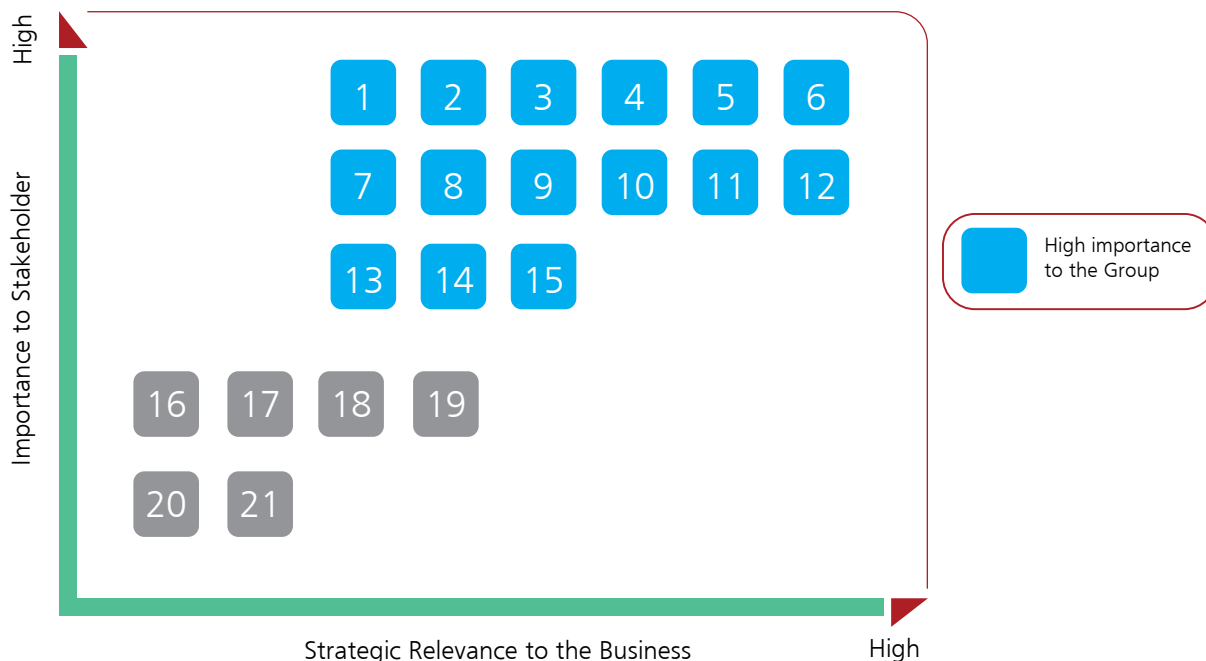 High
Importance to Stakeholder
1 2 3 4 5 6
7 8 9 10 11 12
13 14 15
16 17 18 19
20 21
High importance
to the Group
Strategic Relevance to the Business
High